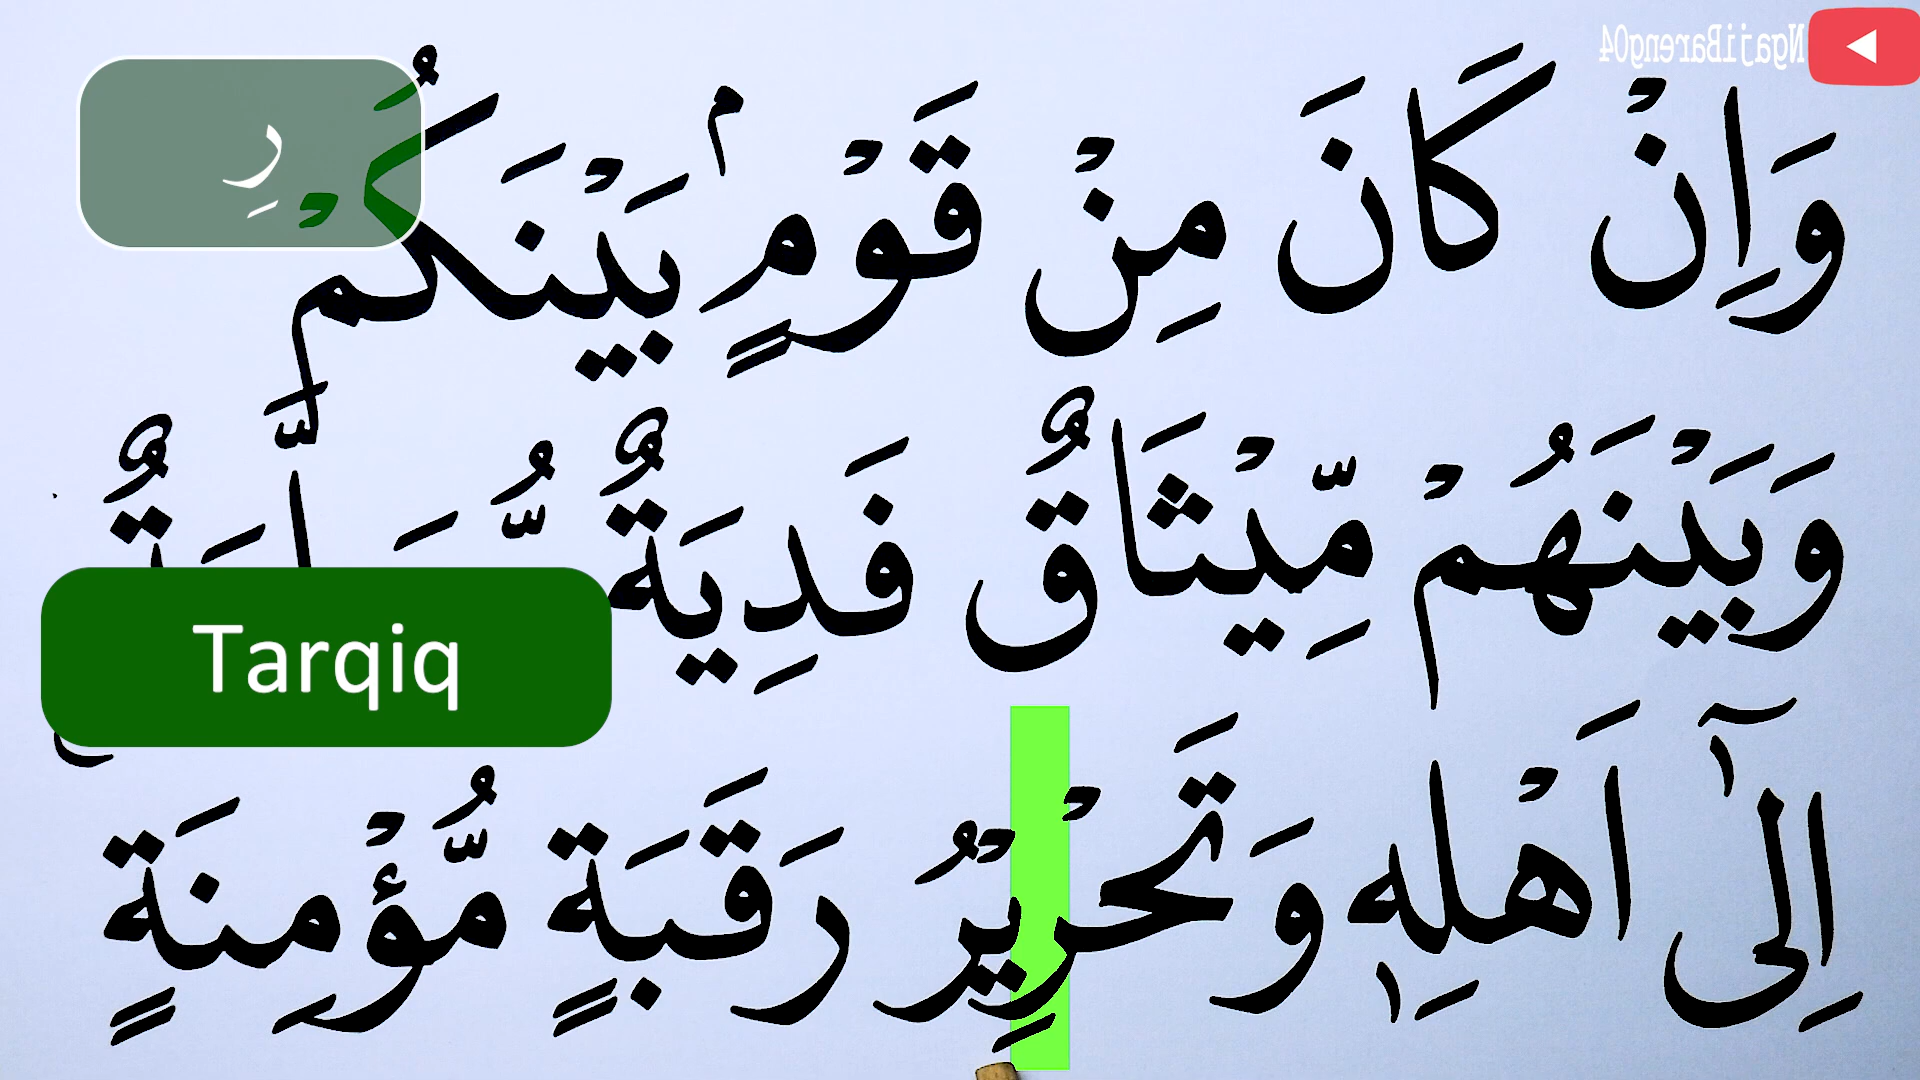 NgajiBareng04
رِ
وَاِنْ كَانَ مِنْ قَوْمٍۢ بَيْنَكُمْ
وَبَيْنَهُمْ مِّيْثَاقٌ فَدِيَةٌ مُّسَلَّمَةٌ
Tarqiq
اِلٰٓى اَهْلِهٖ وَتَحْرِيْرُ رَقَبَةٍ مُّؤْمِنَةٍ